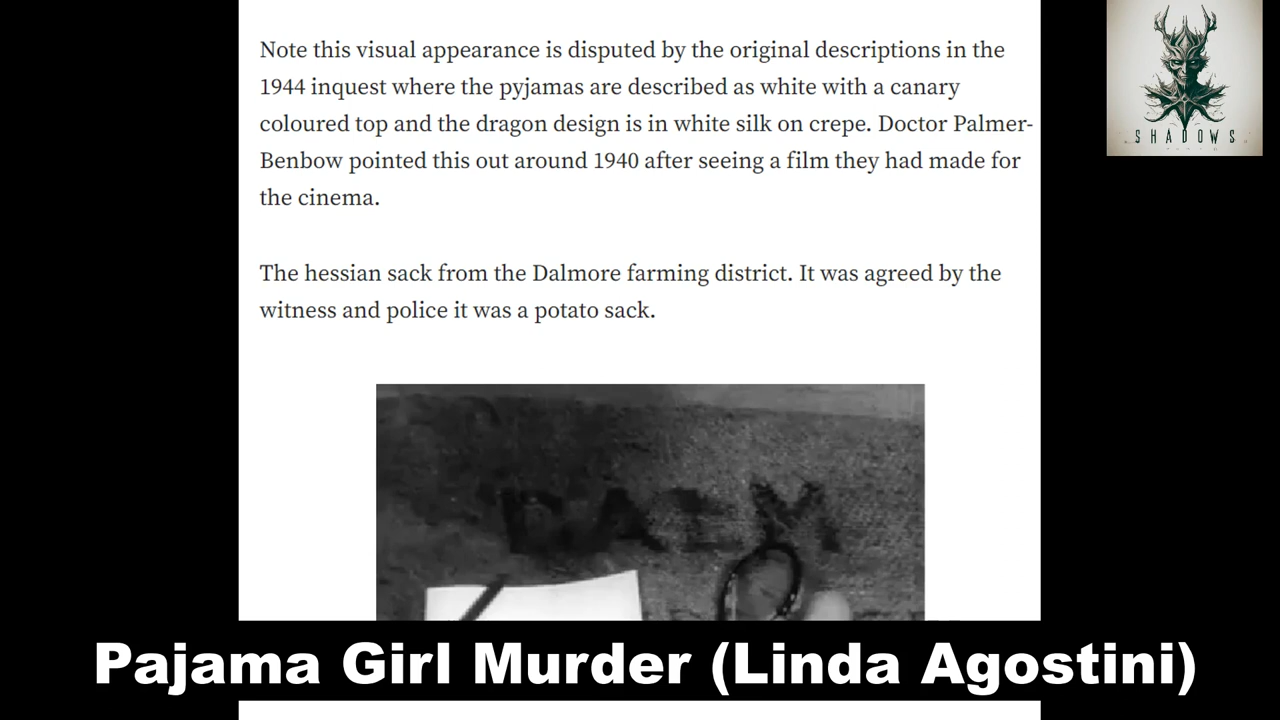 Note this visual appearance is disputed by the original descriptions in the
1944 inquest where the pyjamas are described as white with a canary
coloured top and the dragon design is in white silk on crepe. Doctor Palmer-
Benbow pointed this out around 1940 after seeing a film they had made for
the cinema.
The hessian sack from the Dalmore farming district. It was agreed by the
witness and police it was a potato sack.
SHADOWS
DALM
Pajama Girl Murder (Linda Agostini)